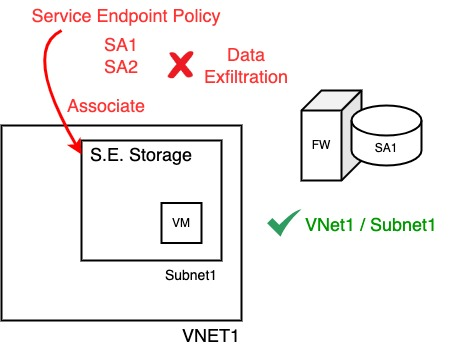 Service Endpoint Policy
SA1
SA2
Data
Exfiltration
Associate
S.E. Storage
VM
Subnet1
VNET1
FW
SA1
VNet1 / Subnet1